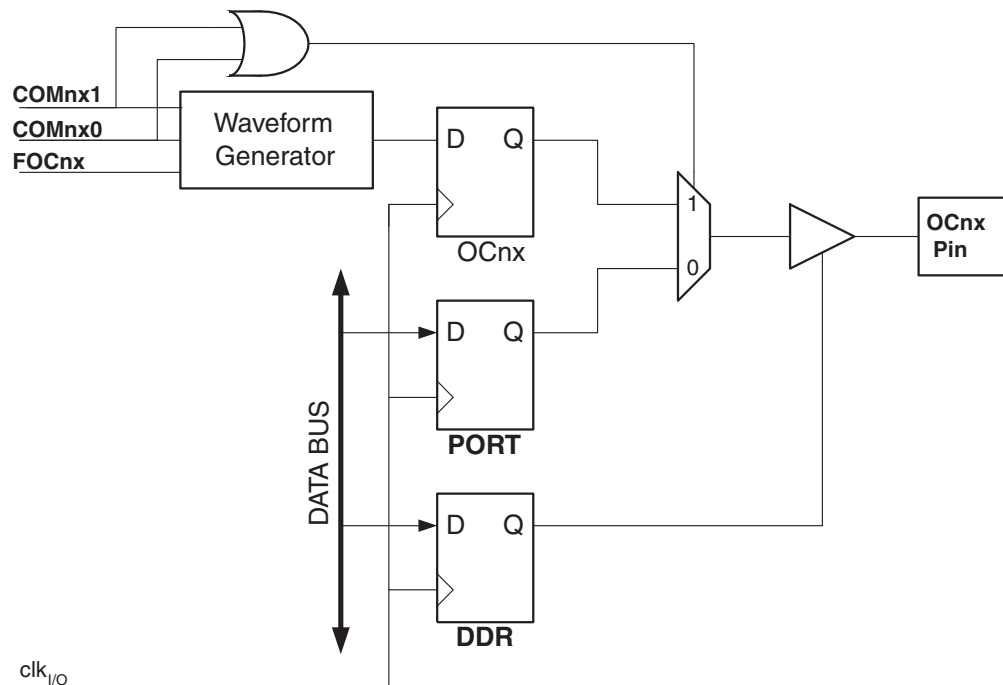 COMnx1
COMnx0
FOCnx
Waveform
Generator
D Q
OCnx
1
0
OCnx
Pin
D Q
PORT
DATA BUS
D Q
DDR
clkI/O